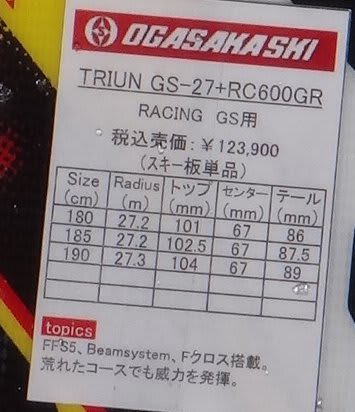 OGASAKA SKI
TRIUN GS-27+RC600GR
RACING GS用
税込売価：￥123,900
(スキー板単品)
Size Radius トップ センター テール
(cm) (m) (mm) (mm) (mm)
180 27.2 101 67 86
185 27.2 102.5 67 87.5
190 27.3 104 67 89
topics
FFS5、Beamsystem、Fクロス搭載。
荒れたコースでも威力を発揮。